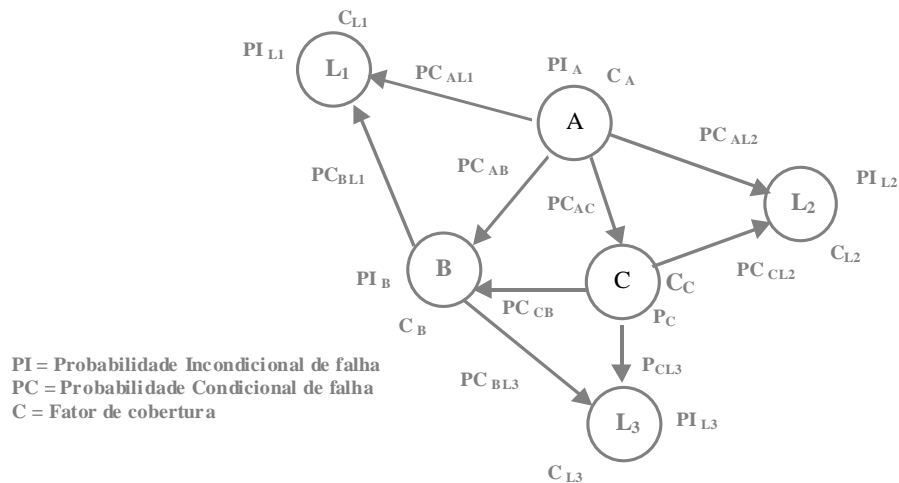 C L1
PI L1
L1
PC AL1
PI A
C A
A
PC AL2
PI L2
L2
C L2
PC BL1
PC AB
PC AC
PC CL2
PI B
B
C B
PC CB
C
C C
P C
P CL3
PC BL3
L3
PI L3
C L3
PI = Probabilidade Incondicional de falha
PC = Probabilidade Condicional de falha
C = Fator de cobertura